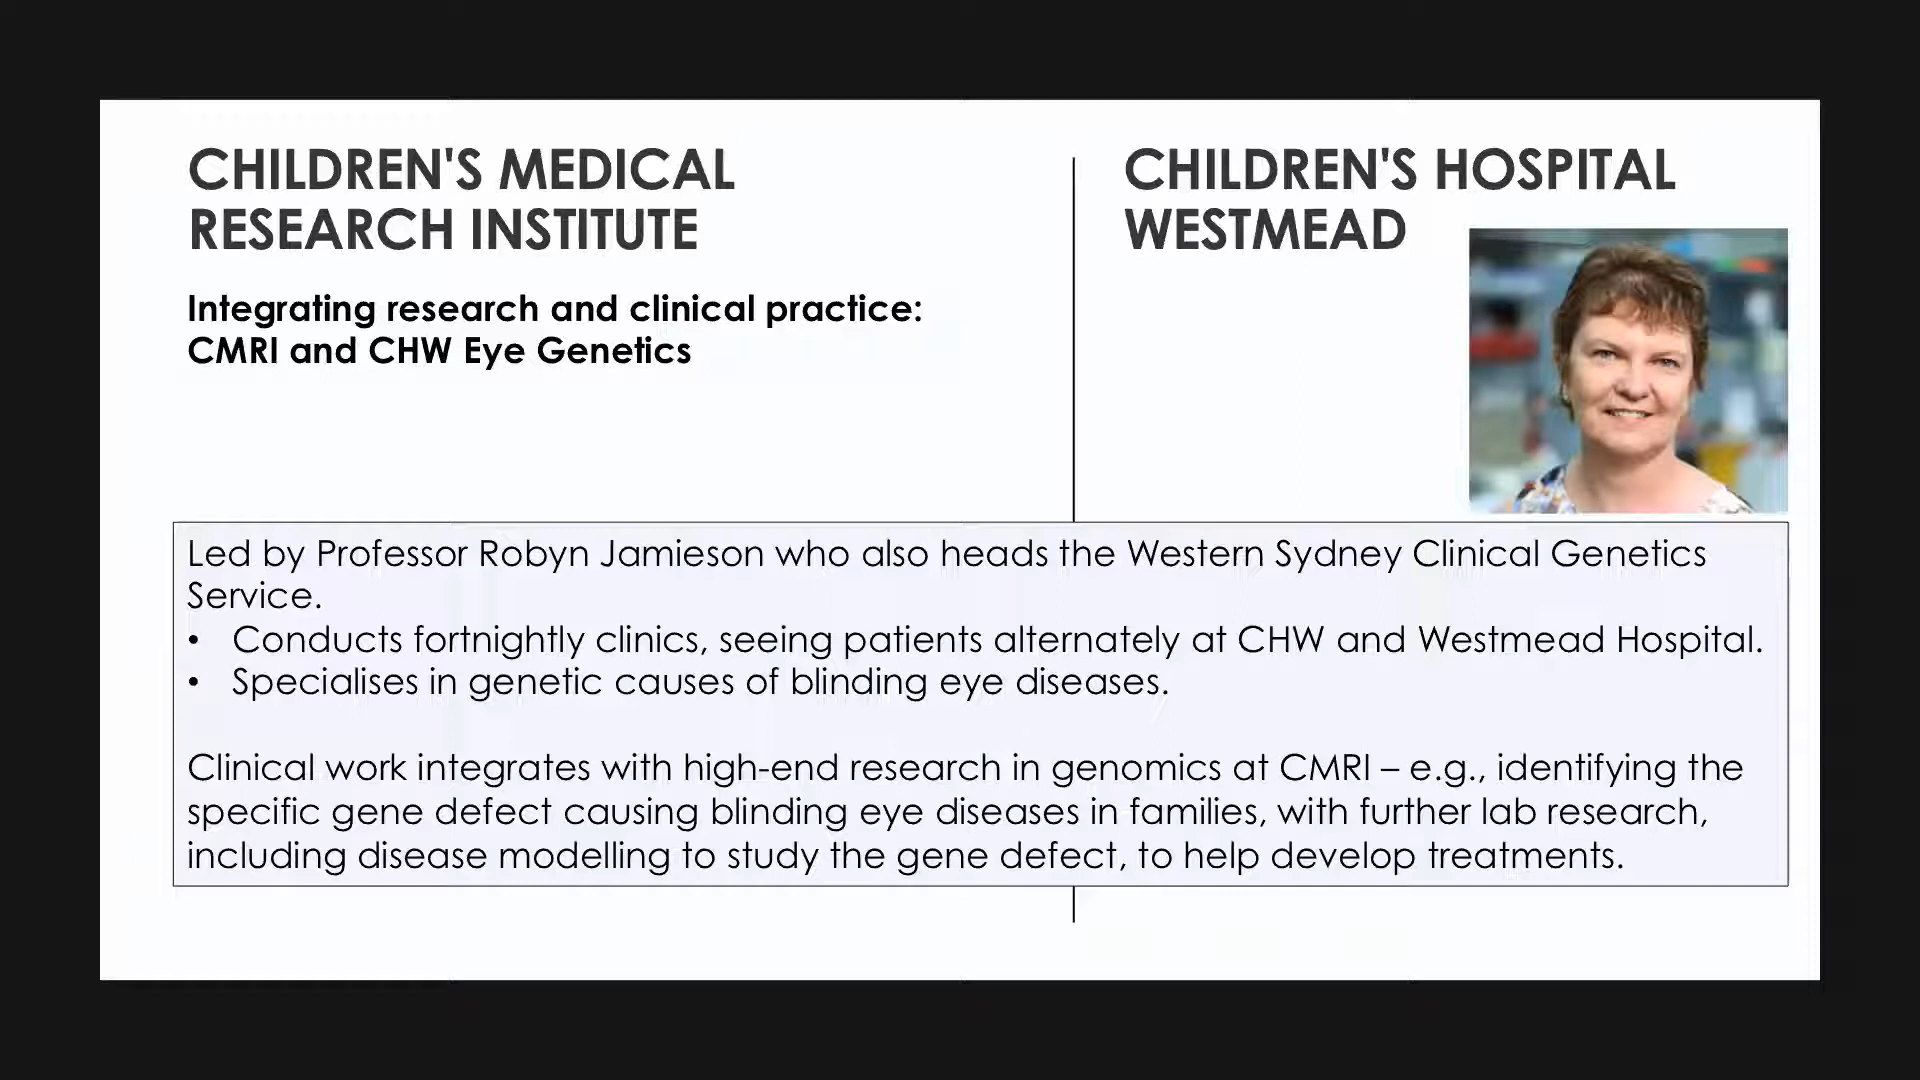 CHILDREN'S MEDICAL
RESEARCH INSTITUTE
Integrating research and clinical practice:
CMRI and CHW Eye Genetics
CHILDREN'S HOSPITAL
WESTMEAD
Led by Professor Robyn Jamieson who also heads the Western Sydney Clinical Genetics
Service.
• Conducts fortnightly clinics, seeing patients alternately at CHW and Westmead Hospital.
• Specialises in genetic causes of blinding eye diseases.
Clinical work integrates with high-end research in genomics at CMRI – e.g., identifying the
specific gene defect causing blinding eye diseases in families, with further lab research,
including disease modelling to study the gene defect, to help develop treatments.